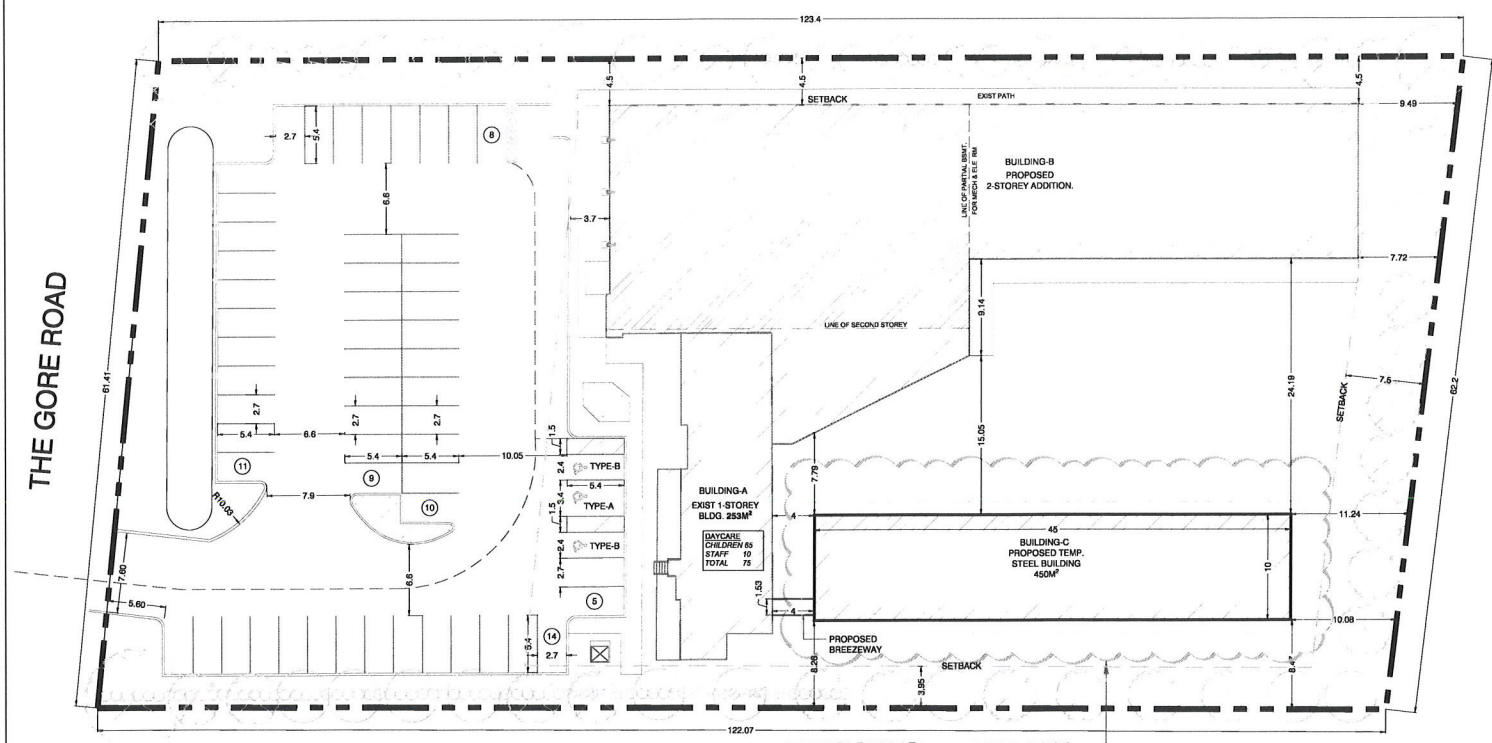 123.4
4.5
4.5
4.5
SETBACK
EXIST PATH
9.49
2.7
5.4
8
6.6
3.7
LINE OF PARTIAL BSMT.
FOR MECH & ELE RM
BUILDING-B
PROPOSED
2-STOREY ADDITION.
7.72
THE GORE ROAD
61.41
9.14
LINE OF SECOND STOREY
24.19
7.5
SETBACK
62.2
2.7
5.4
6.6
2.7
2.7
5.4
5.4
10.05
11
9
10
7.9
R10.03
1.5
2.4
TYPE-B
5.4
3.4
TYPE-A
1.5
2.4
TYPE-B
2.7
5
15.05
7.79
BUILDING-A
EXIST 1-STOREY
BLDG. 253M²
DAYCARE
CHILDREN 65
STAFF 10
TOTAL 75
4
45
11.24
BUILDING-C
PROPOSED TEMP.
STEEL BUILDING
450M²
10
7.60
5.60
6.6
1.53
4
10.08
14
5.4
2.7
PROPOSED
BREEZEWAY
8.26
3.95
SETBACK
122.07